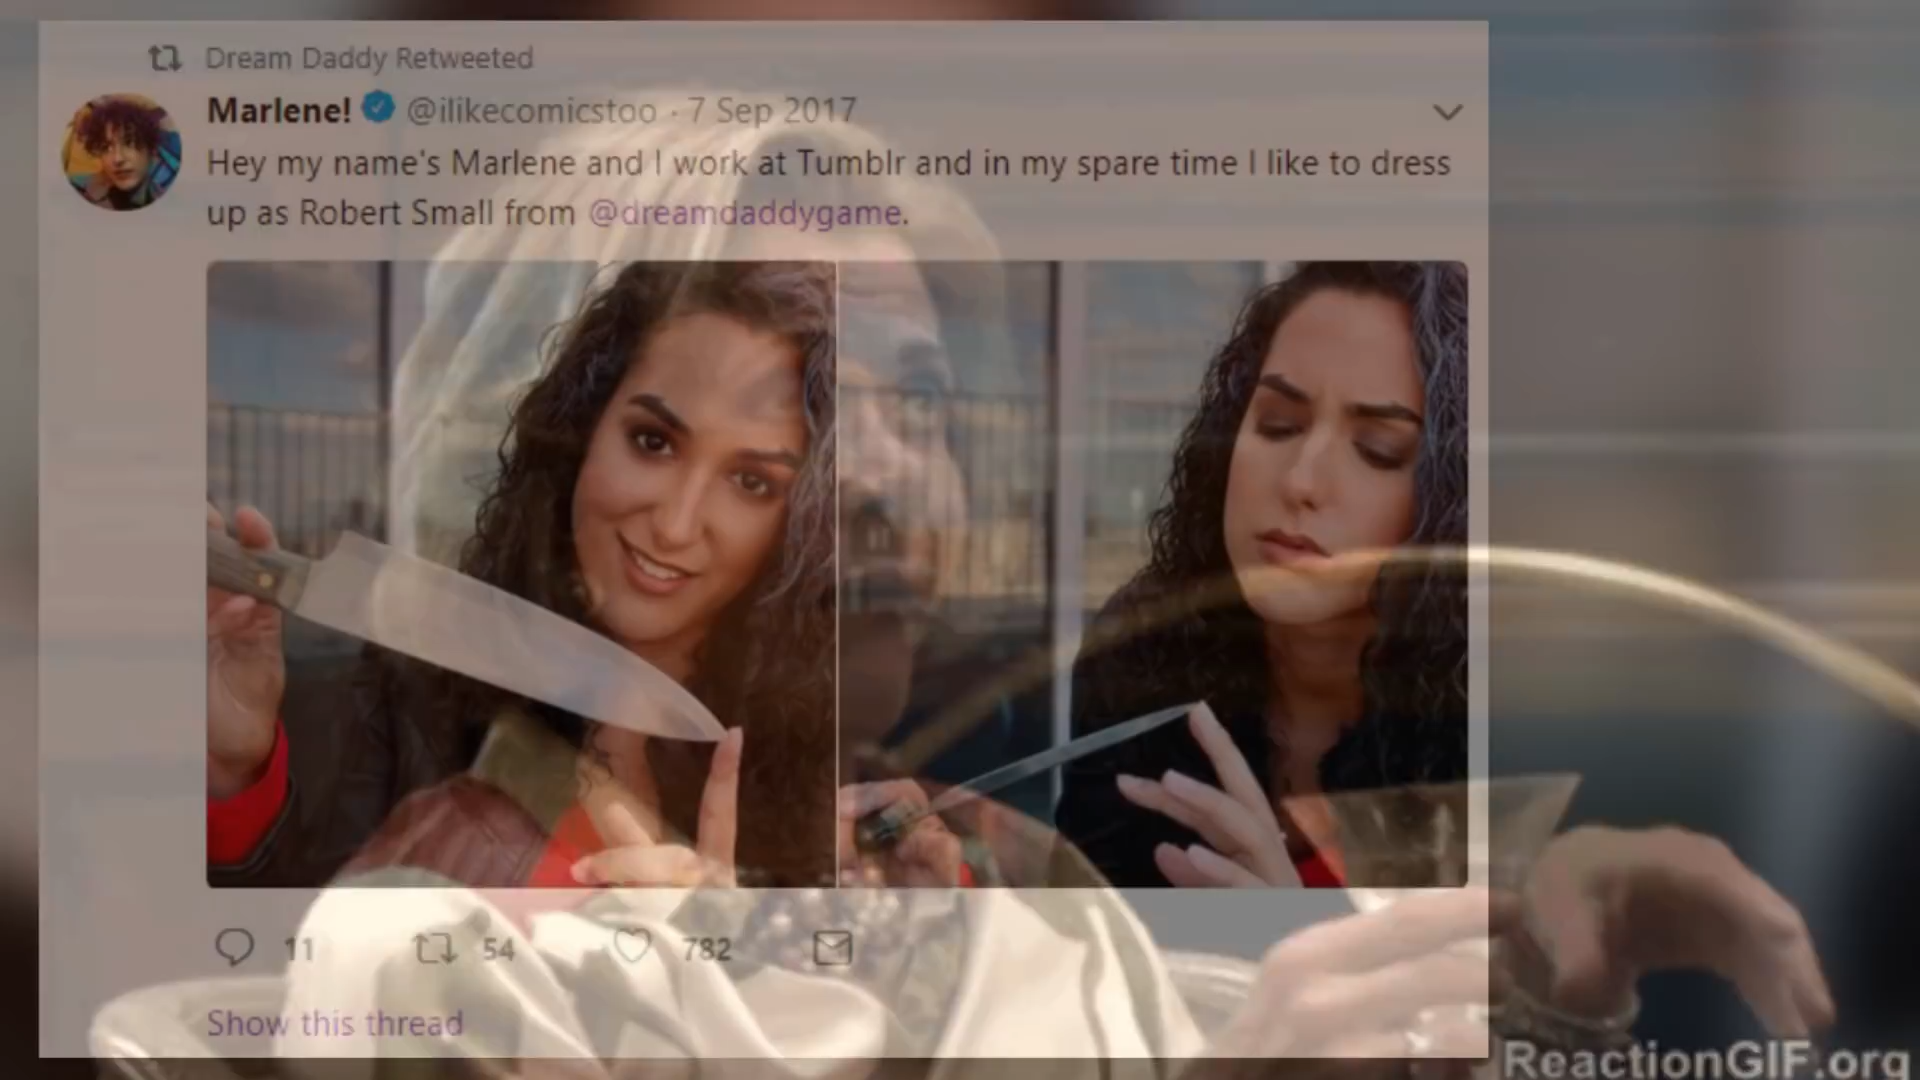 Dream Daddy Retweeted
Marlene! @ilikecomicstoo · 7 Sep 2017
Hey my name's Marlene and I work at Tumblr and in my spare time I like to dress
up as Robert Small from @dreamdaddygame.
11 54 782
Show this thread
ReactionGIF.org